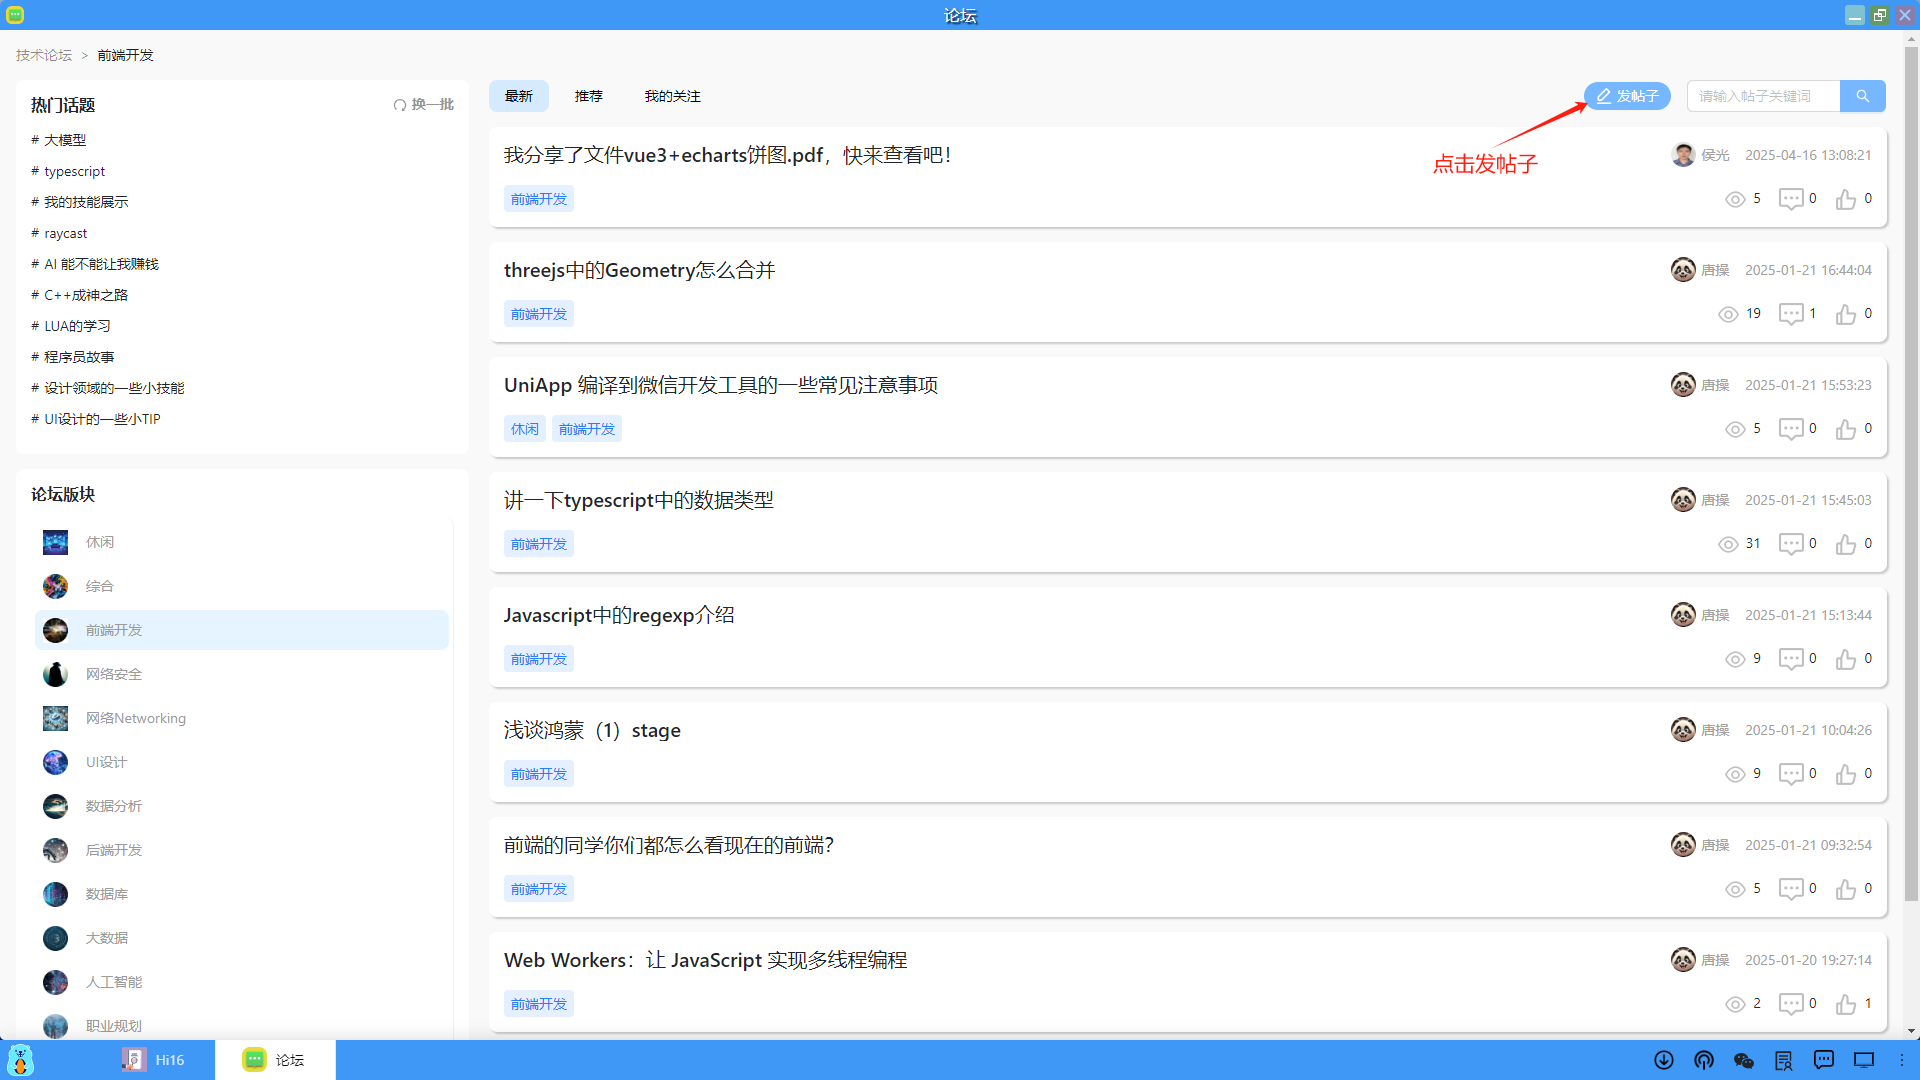 论坛
技术论坛 > 前端开发
热门话题
换一批
# 大模型
# typescript
# 我的技能展示
# raycast
# AI 能不能让我赚钱
# C++成神之路
# LUA的学习
# 程序员故事
# 设计领域的一些小技能
# UI设计的一些小TIP
论坛版块
休闲
综合
前端开发
网络安全
网络Networking
UI设计
数据分析
后端开发
数据库
大数据
人工智能
职业规划
最新 推荐 我的关注
发帖子
请输入帖子关键词
点击发帖子
我分享了文件vue3+echarts饼图.pdf，快来查看吧！
侯光 2025-04-16 13:08:21
前端开发
5 0 0
threejs中的Geometry怎么合并
唐操 2025-01-21 16:44:04
前端开发
19 1 0
UniApp 编译到微信开发工具的一些常见注意事项
唐操 2025-01-21 15:53:23
休闲 前端开发
5 0 0
讲一下typescript中的数据类型
唐操 2025-01-21 15:45:03
前端开发
31 0 0
Javascript中的regexp介绍
唐操 2025-01-21 15:13:44
前端开发
9 0 0
浅谈鸿蒙（1）stage
唐操 2025-01-21 10:04:26
前端开发
9 0 0
前端的同学你们都怎么看现在的前端？
唐操 2025-01-21 09:32:54
前端开发
5 0 0
Web Workers：让 JavaScript 实现多线程编程
唐操 2025-01-20 19:27:14
前端开发
2 0 1
Hi16
论坛